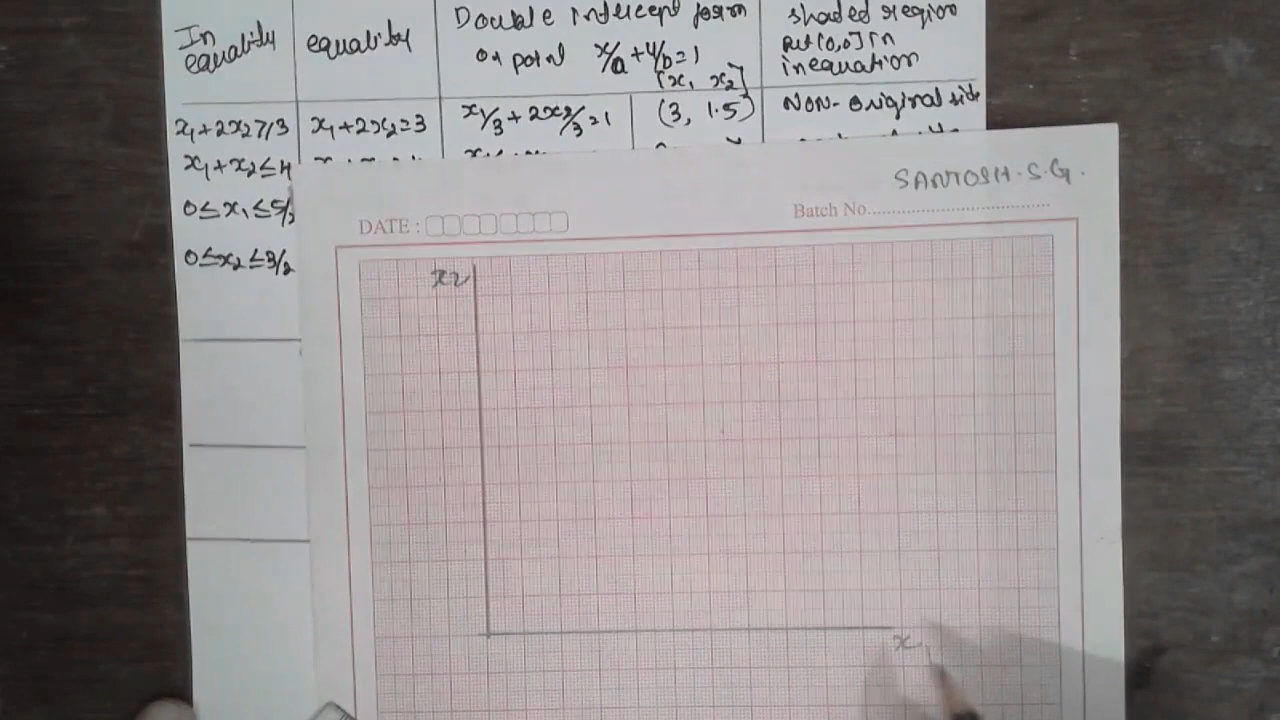 In equality
equality
Double intercept form
or point x/a + y/b = 1
[x₁ x₂]
shaded region
put [0,0] in
inequation
x₁+2x₂ ≥ 3
x₁+2x₂=3
x₁/3 + 2x₂/3 = 1
(3, 1.5)
NON-original side
x₁+x₂ ≤ 4
0 ≤ x₁ ≤ 5/2
0 ≤ x₂ ≤ 3/2
SANTOSH.S.G.
DATE :
Batch No.
x₂
x₁